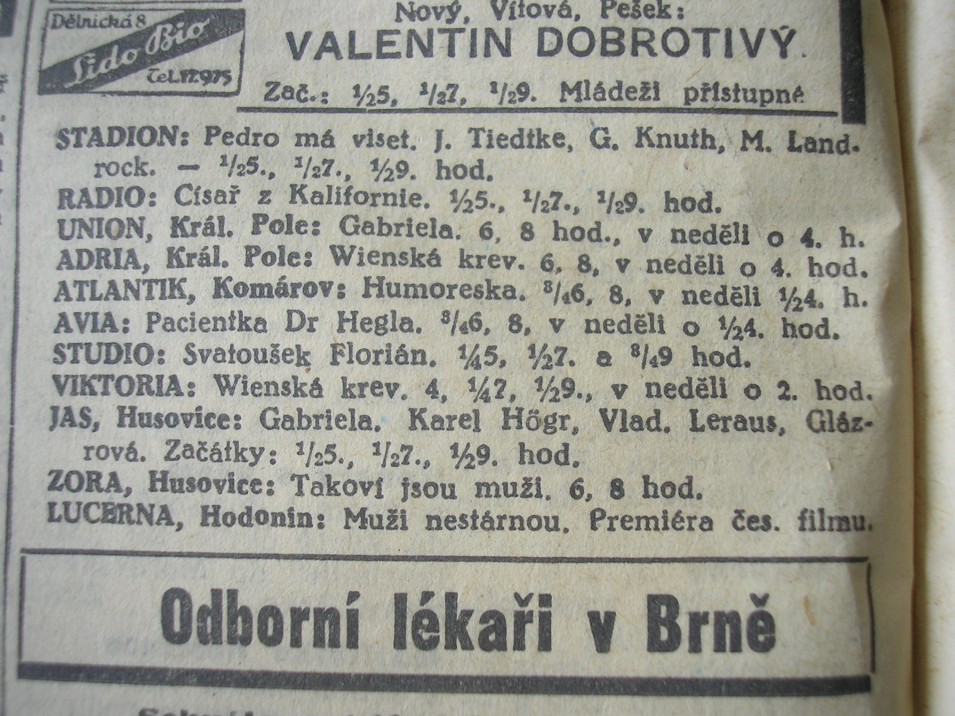 Dělnická 8
Lido Bio
Tel. 17.975
Nový, Vítová, Pešek:
VALENTIN DOBROTIVÝ.
Zač.: ½5, ½7, ½9. Mládeži přístupné
STADION: Pedro má viset. J. Tiedtke, G. Knuth, M. Land-
rock. — ½5., ½7., ½9. hod.
RADIO: Císař z Kalifornie. ½5., ½7., ½9. hod.
UNION, Král. Pole: Gabriela. 6, 8 hod., v neděli o 4. h.
ADRIA, Král. Pole: Wienská krev. 6, 8, v neděli o 4. hod.
ATLANTIK, Komárov: Humoreska. ¾6, 8, v neděli ½4. h.
AVIA: Pacientka Dr Hegla. ¾6, 8, v neděli o ½4. hod.
STUDIO: Svatoušek Florián. ¼5, ½7. a ¾9 hod.
VIKTORIA: Wienská krev. 4, ¼7, ½9., v neděli o 2. hod.
JAS, Husovice: Gabriela. Karel Högr, Vlad. Leraus, Gláz-
rová. Začátky: ½5., ½7., ½9. hod.
ZORA, Husovice: Takoví jsou muži. 6, 8 hod.
LUCERNA, Hodonín: Muži nestárnou. Premiéra čes. filmu.
Odborní lékaři v Brně